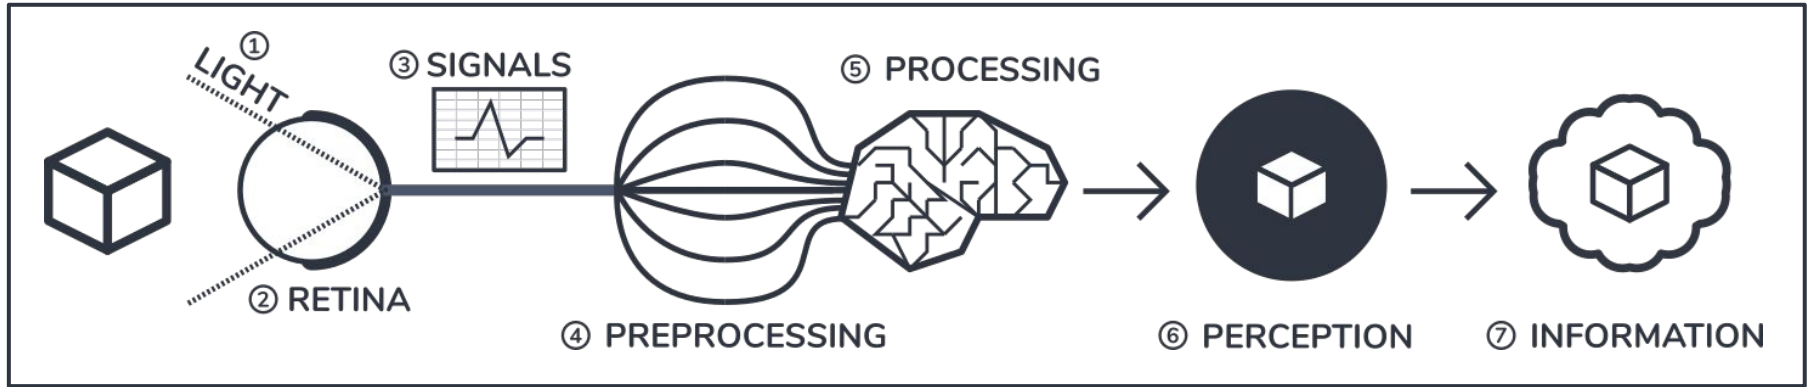 ① LIGHT
② RETINA
③ SIGNALS
④ PREPROCESSING
⑤ PROCESSING
⑥ PERCEPTION
⑦ INFORMATION